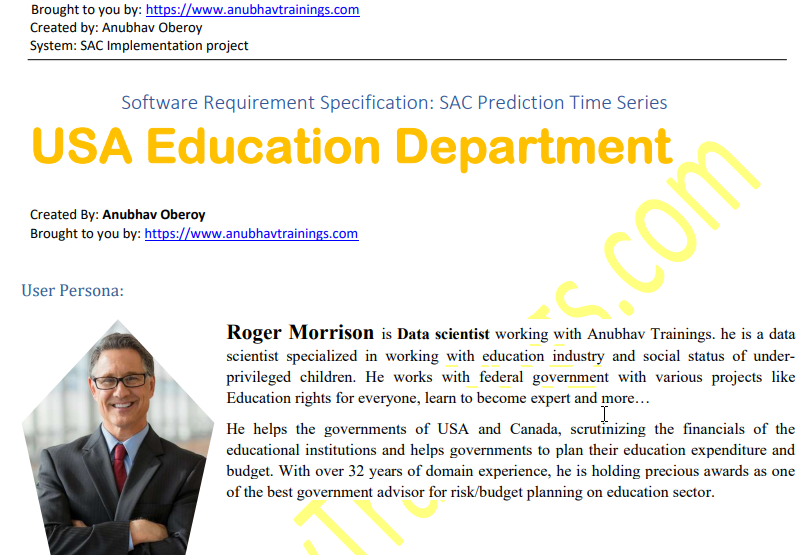 Brought to you by: https://www.anubhavtrainings.com
Created by: Anubhav Oberoy
System: SAC Implementation project
Software Requirement Specification: SAC Prediction Time Series
USA Education Department
Created By: Anubhav Oberoy
Brought to you by: https://www.anubhavtrainings.com
User Persona:
Roger Morrison is Data scientist working with Anubhav Trainings. he is a data
scientist specialized in working with education industry and social status of under-
privileged children. He works with federal government with various projects like
Education rights for everyone, learn to become expert and more…
He helps the governments of USA and Canada, scrutinizing the financials of the
educational institutions and helps governments to plan their education expenditure and
budget. With over 32 years of domain experience, he is holding precious awards as one
of the best government advisor for risk/budget planning on education sector.